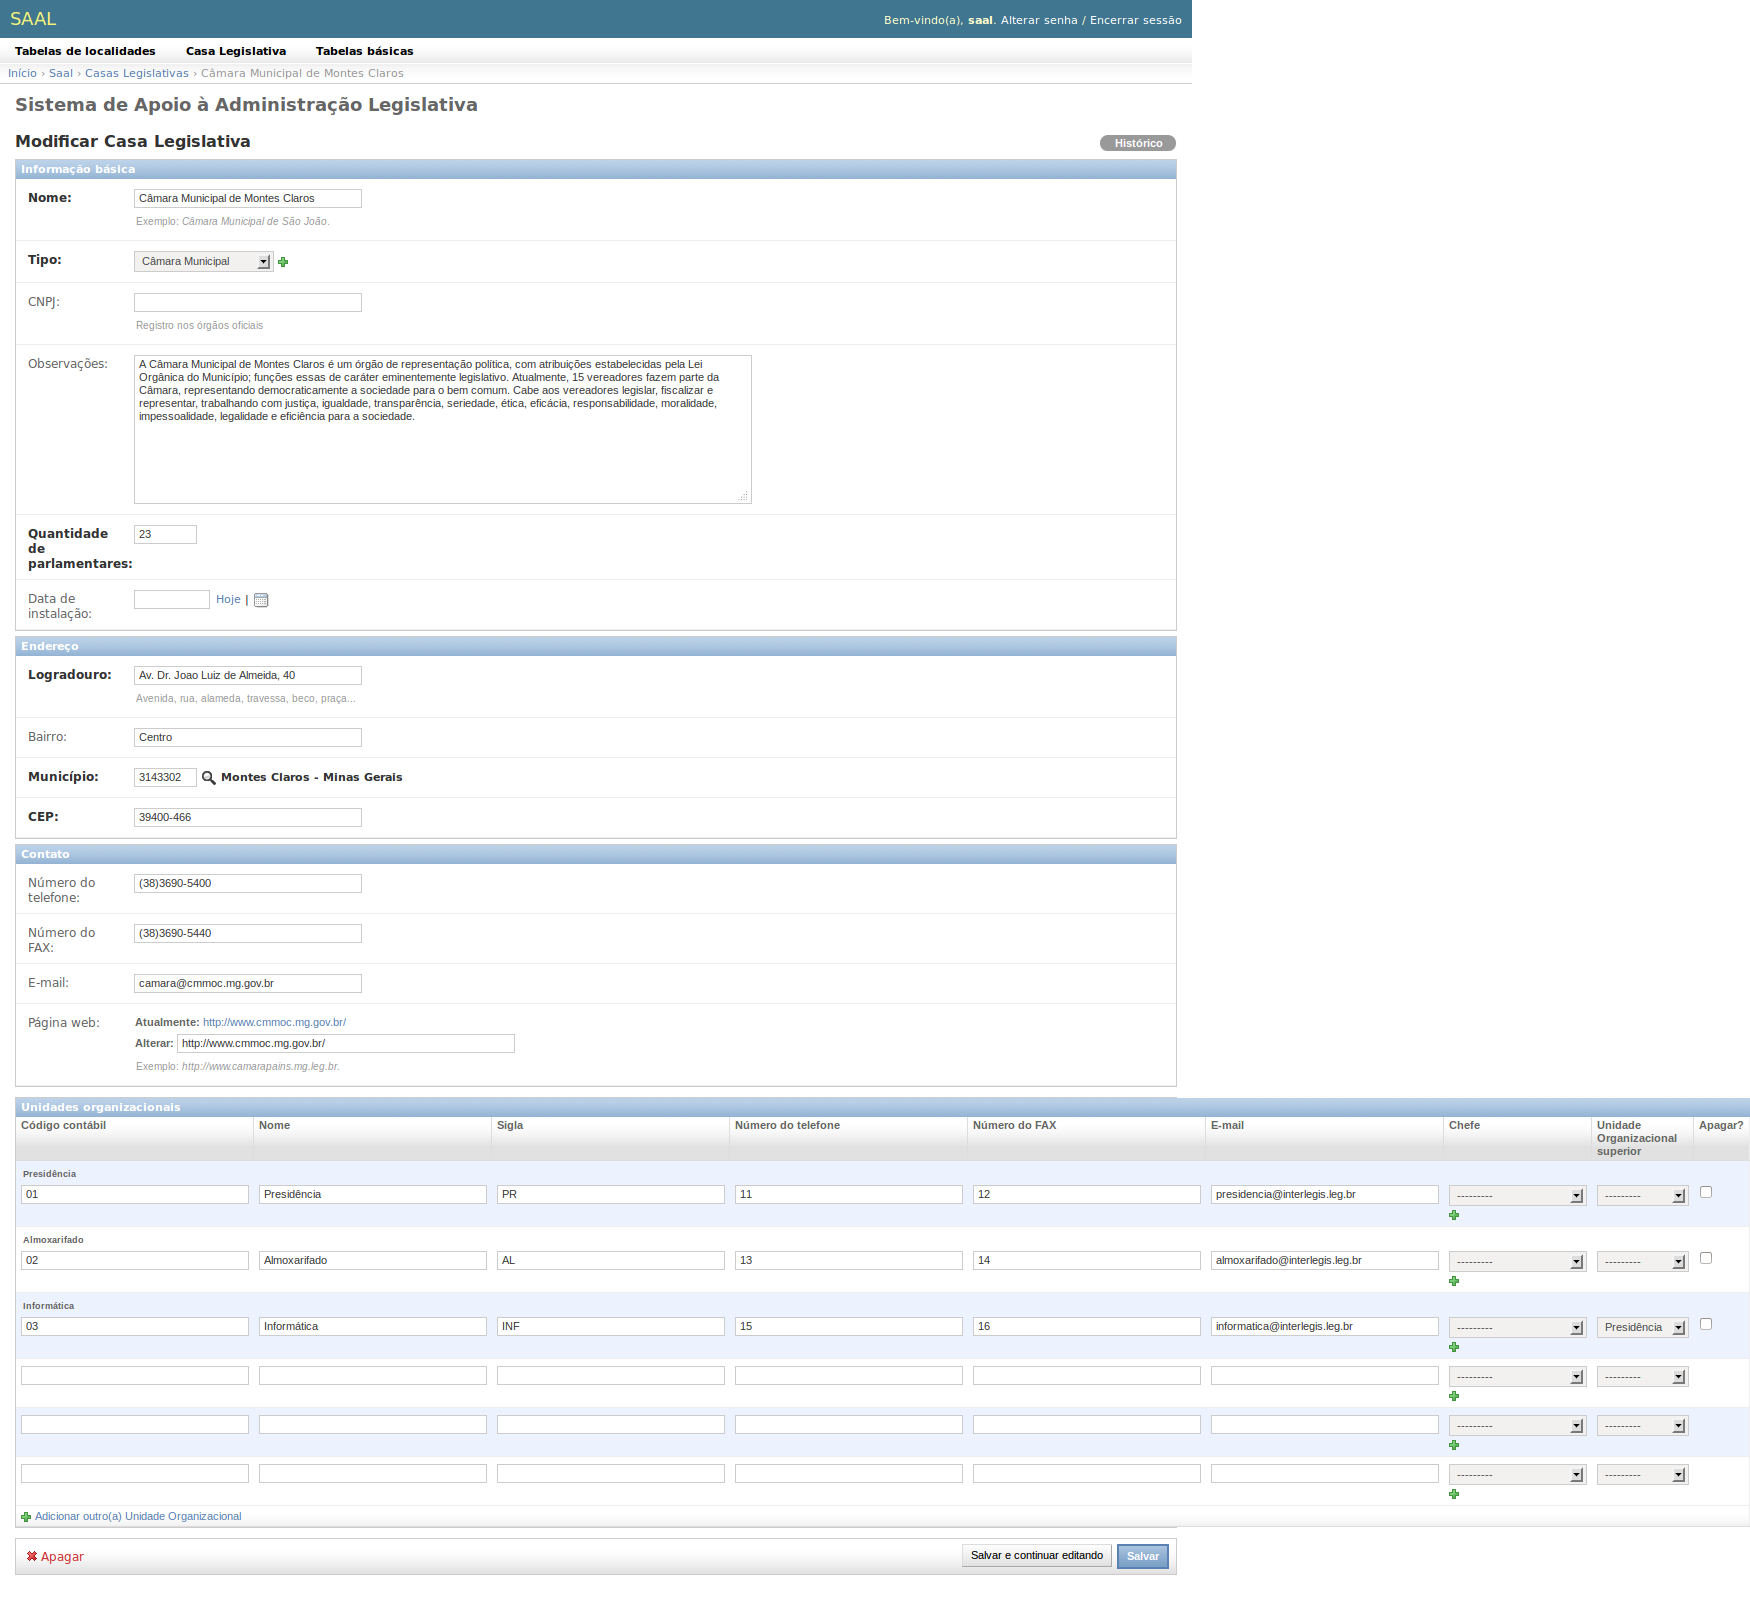 SAAL
Bem-vindo(a), saal. Alterar senha / Encerrar sessão
Tabelas de localidades Casa Legislativa Tabelas básicas
Início › Saal › Casas Legislativas › Câmara Municipal de Montes Claros
Sistema de Apoio à Administração Legislativa
Modificar Casa Legislativa
Histórico
Informação básica
Nome: Câmara Municipal de Montes Claros
Exemplo: Câmara Municipal de São João.
Tipo: Câmara Municipal
CNPJ:
Registro nos órgãos oficiais
Observações:
A Câmara Municipal de Montes Claros é um órgão de representação política, com atribuições estabelecidas pela Lei
Orgânica do Município; funções essas de caráter eminentemente legislativo. Atualmente, 15 vereadores fazem parte da
Câmara, representando democraticamente a sociedade para o bem comum. Cabe aos vereadores legislar, fiscalizar e
representar, trabalhando com justiça, igualdade, transparência, seriedade, ética, eficácia, responsabilidade, moralidade,
impessoalidade, legalidade e eficiência para a sociedade.
Quantidade
de
parlamentares:
23
Data de
instalação:
Hoje |
Endereço
Logradouro: Av. Dr. Joao Luiz de Almeida, 40
Avenida, rua, alameda, travessa, beco, praça...
Bairro: Centro
Município: 3143302 Montes Claros - Minas Gerais
CEP: 39400-466
Contato
Número do
telefone:
(38)3690-5400
Número do
FAX:
(38)3690-5440
E-mail: camara@cmmoc.mg.gov.br
Página web: Atualmente: http://www.cmmoc.mg.gov.br/
Alterar: http://www.cmmoc.mg.gov.br/
Exemplo: http://www.camarapains.mg.leg.br.
Unidades organizacionais
Código contábil Nome Sigla Número do telefone Número do FAX E-mail Chefe Unidade Organizacional superior Apagar?
Presidência
01 Presidência PR 11 12 presidencia@interlegis.leg.br --------- ---------
Almoxarifado
02 Almoxarifado AL 13 14 almoxarifado@interlegis.leg.br --------- ---------
Informática
03 Informática INF 15 16 informatica@interlegis.leg.br --------- Presidência
--------- ---------
--------- ---------
--------- ---------
Adicionar outro(a) Unidade Organizacional
Apagar
Salvar e continuar editando Salvar